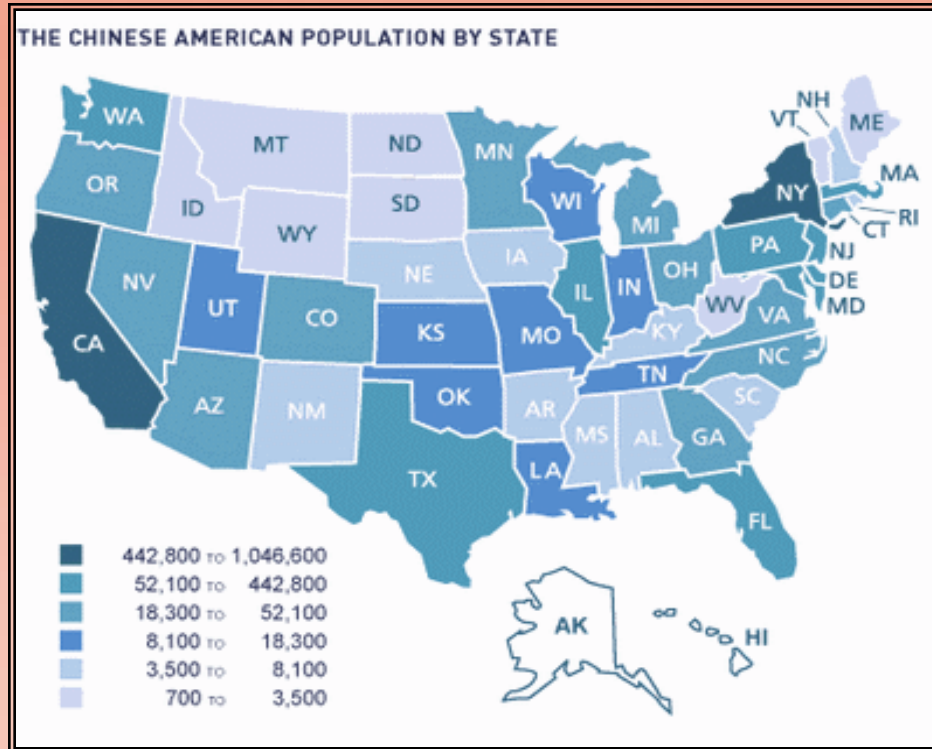 THE CHINESE AMERICAN POPULATION BY STATE
NH
VT
ME
WA
MT
ND
MN
OR
ID
SD
WI
MI
NY
MA
RI
CT
WY
PA
NJ
NE
IA
OH
DE
NV
IL
IN
WV
MD
UT
CO
KS
MO
KY
VA
CA
TN
NC
AZ
NM
OK
AR
SC
MS
AL
GA
TX
LA
FL
442,800 TO 1,046,600
52,100 TO 442,800
18,300 TO 52,100
8,100 TO 18,300
3,500 TO 8,100
700 TO 3,500
AK
HI